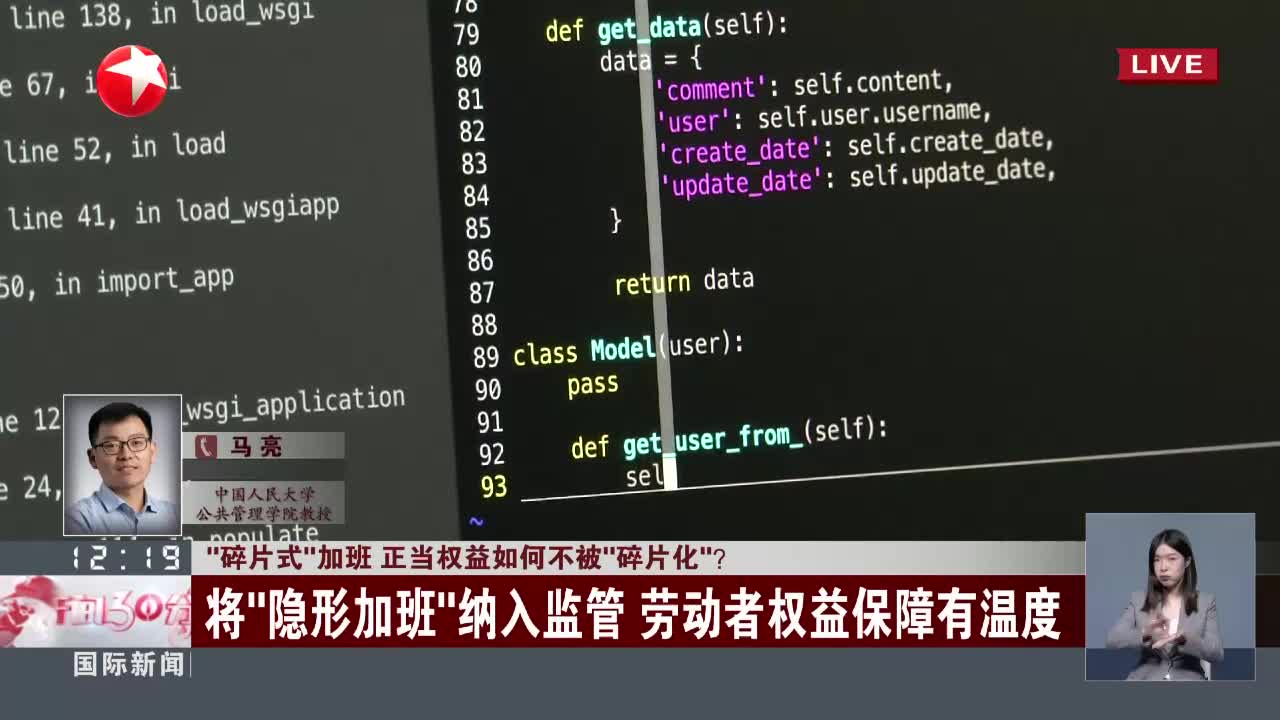 line 138, in load_wsgi
e 67, i
i
line 52, in load
line 41, in load_wsgiapp
50, in import_app
ne 12
_wsgi_application
e 24,
in populate
78
79 def get_data(self):
80 data = {
81 'comment': self.content,
82 'user': self.user.username,
83 'create_date': self.create_date,
84 'update_date': self.update_date,
85 }
86
87 return data
88
89 class Model(user):
90 pass
91
92 def get_user_from_(self):
93 sel
~
LIVE
马亮
中国人民大学
公共管理学院教授
12:19
"碎片式"加班 正当权益如何不被"碎片化"?
将"隐形加班"纳入监管 劳动者权益保障有温度
国际新闻